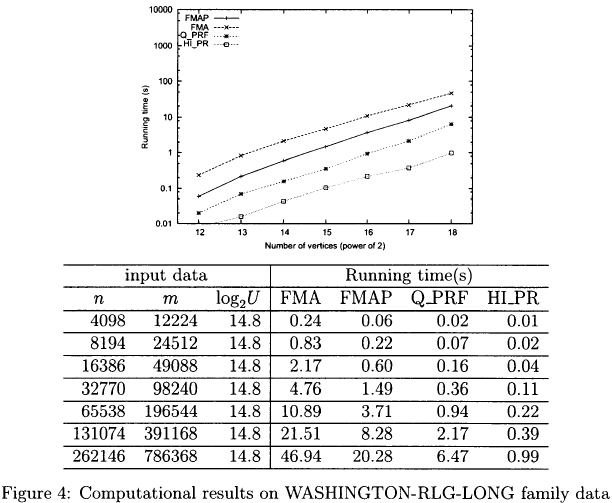 FMAP
FMA
Q_PRF
HI_PR
10000
1000
100
10
1
0.1
0.01
Running time (s)
12 13 14 15 16 17 18
Number of vertices (power of 2)
input data Running time(s)
n m log₂U FMA FMAP Q_PRF HI_PR
4098 12224 14.8 0.24 0.06 0.02 0.01
8194 24512 14.8 0.83 0.22 0.07 0.02
16386 49088 14.8 2.17 0.60 0.16 0.04
32770 98240 14.8 4.76 1.49 0.36 0.11
65538 196544 14.8 10.89 3.71 0.94 0.22
131074 391168 14.8 21.51 8.28 2.17 0.39
262146 786368 14.8 46.94 20.28 6.47 0.99
Figure 4: Computational results on WASHINGTON-RLG-LONG family data